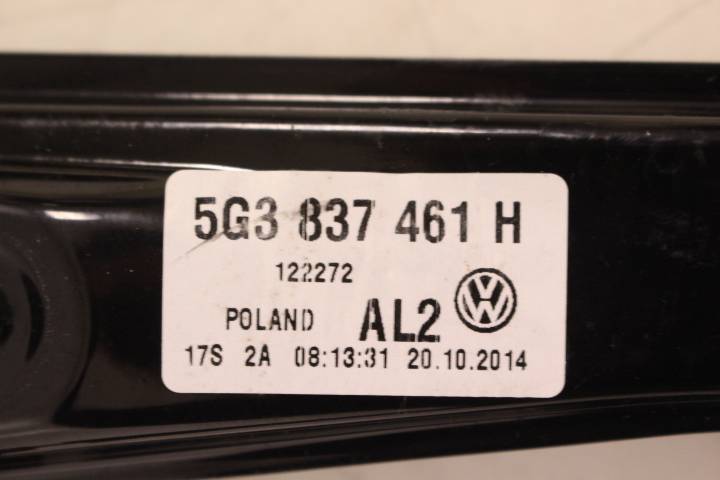 5G3 837 461 H
122272
POLAND AL2
17S 2A 08:13:31 20.10.2014